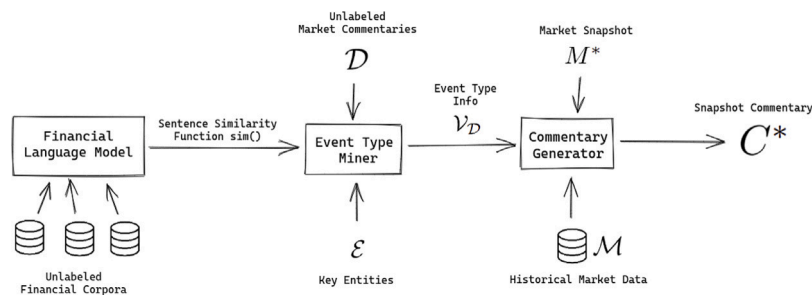 Unlabeled
Market Commentaries
𝒟
Market Snapshot
M*
Event Type
Info
𝒱_𝒟
Snapshot Commentary
C*
Financial
Language Model
Sentence Similarity
Function sim()
Event Type
Miner
Commentary
Generator
ℰ
Key Entities
ℳ
Historical Market Data
Unlabeled
Financial Corpora